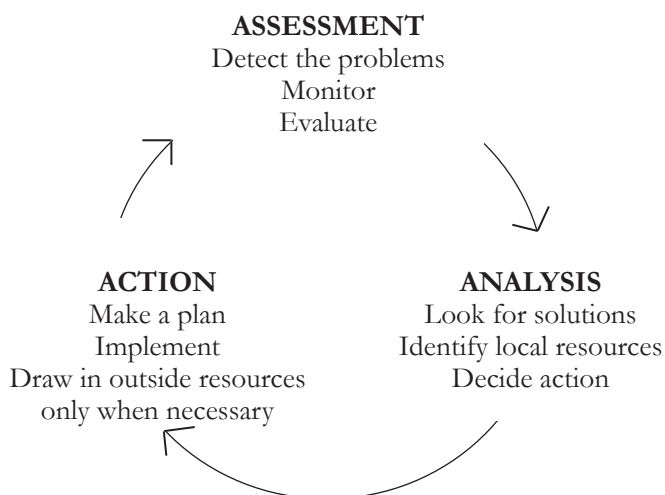 ASSESSMENT
Detect the problems
Monitor
Evaluate
ACTION
Make a plan
Implement
Draw in outside resources
only when necessary
ANALYSIS
Look for solutions
Identify local resources
Decide action